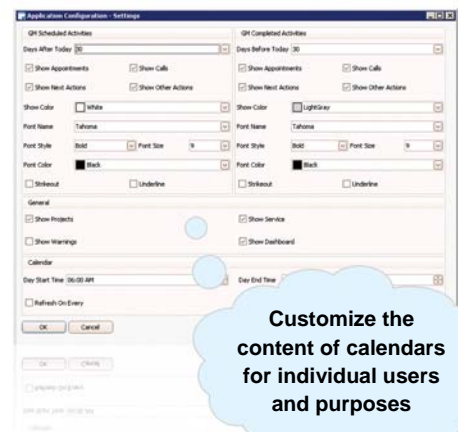 Application Configuration - Settings
GM Scheduled Activities
Days After Today 30
Show Appointments Show Calls
Show Next Actions Show Other Actions
Show Color White
Font Name Tahoma
Font Style Bold Font Size 9
Font Color Black
Strikeout Underline
GM Completed Activities
Days Before Today 30
Show Appointments Show Calls
Show Next Actions Show Other Actions
Show Color LightGray
Font Name Tahoma
Font Style Bold Font Size 9
Font Color Black
Strikeout Underline
General
Show Projects Show Service
Show Warnings Show Dashboard
Calendar
Day Start Time 06:00 AM Day End Time
Refresh On Every
OK Cancel
Customize the
content of calendars
for individual users
and purposes